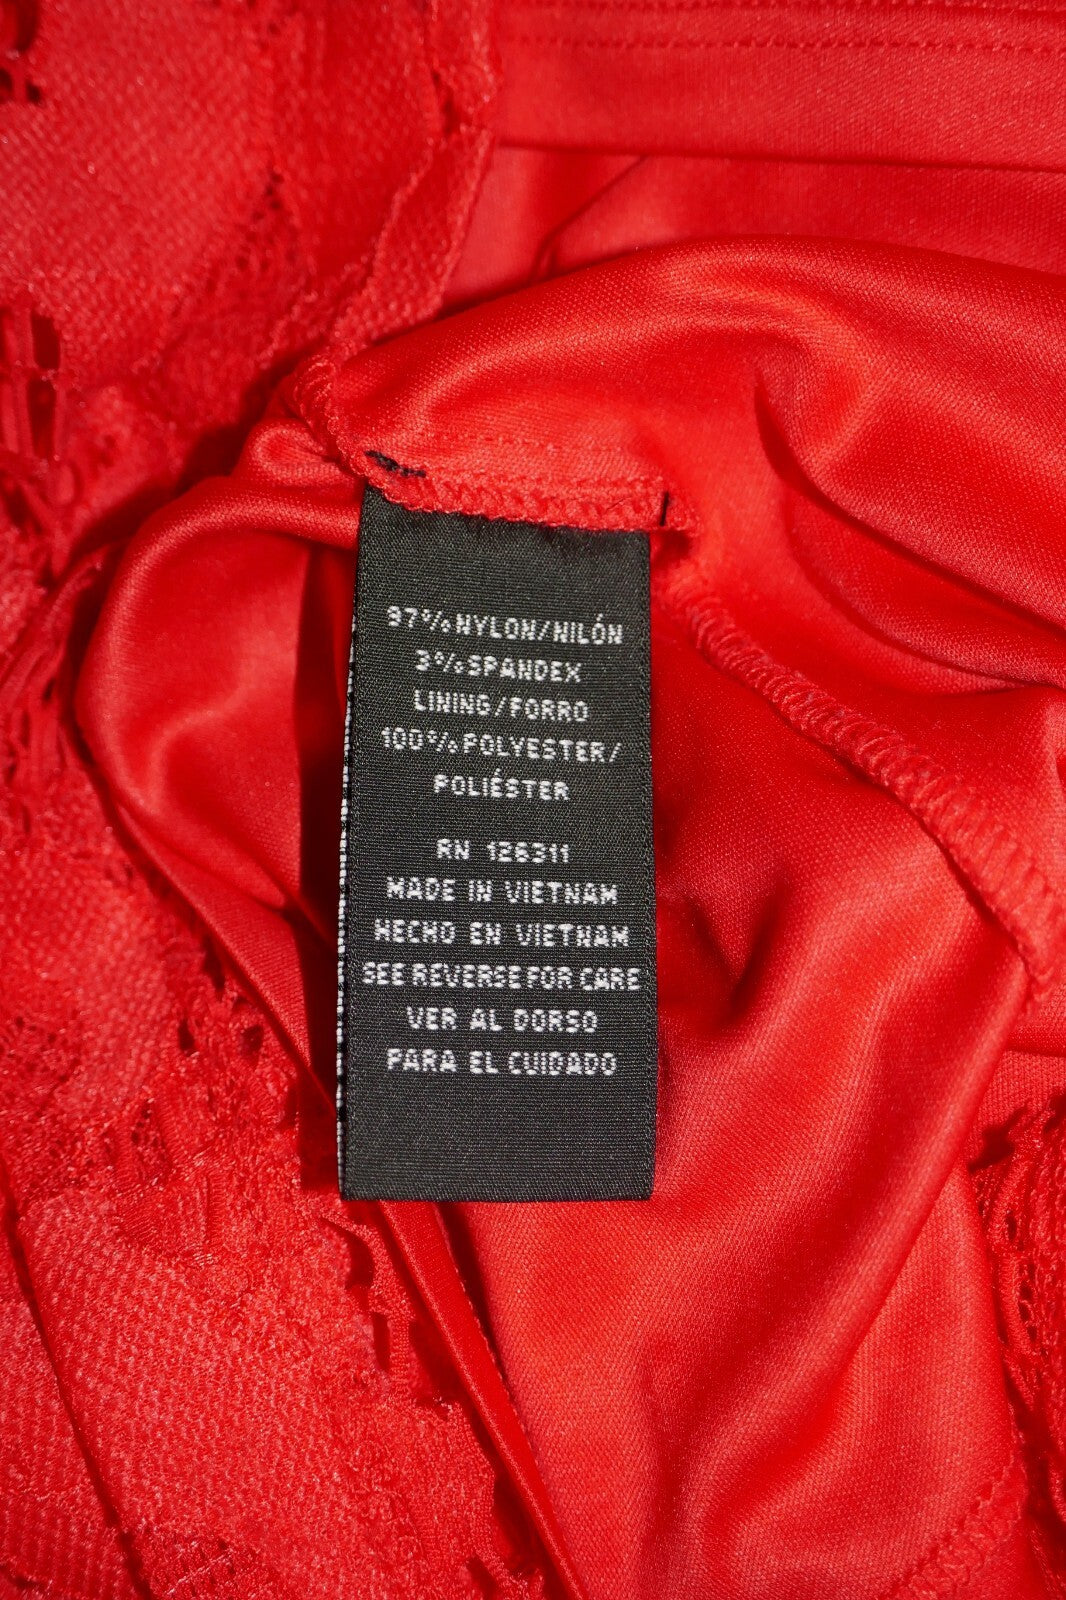 97% NYLON/NILÓN
3% SPANDEX
LINING/FORRO
100% POLYESTER/
POLIÉSTER
RN
MADE IN VIETNAM
HECHO EN VIETNAM
SEE REVERSE FOR CARE
VER AL DORSO
PARA EL CUIDADO